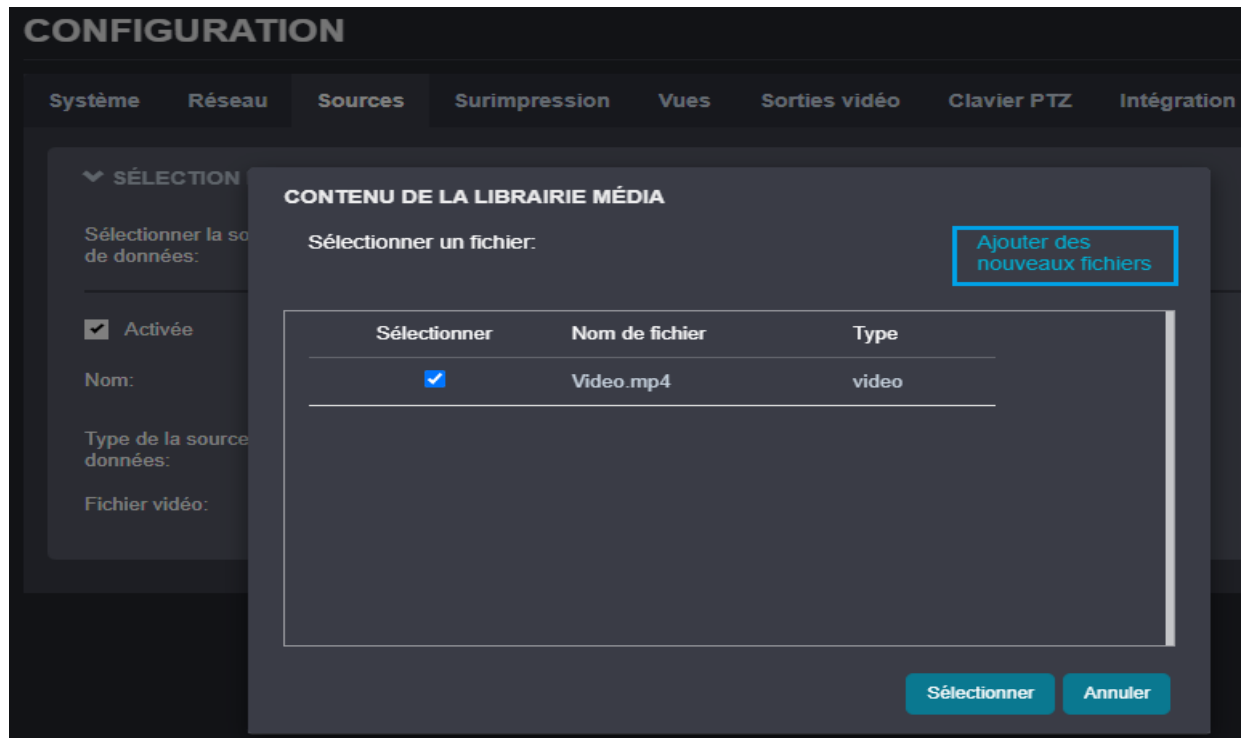 CONFIGURATION
Système Réseau Sources Surimpression Vues Sorties vidéo Clavier PTZ Intégration
SÉLECTION
CONTENU DE LA LIBRAIRIE MÉDIA
Sélectionner la so
de données:
Sélectionner un fichier:
Ajouter des
nouveaux fichiers
Activée
Sélectionner Nom de fichier Type
Nom:
Video.mp4 video
Type de la source
données:
Fichier vidéo:
Sélectionner Annuler